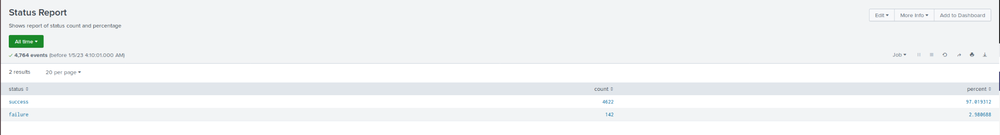 Status Report
Edit More Info Add to Dashboard
Shows report of status count and percentage
All time
4,764 events (before 1/5/23 4:10:01.000 AM)
Job
2 results 20 per page
status count percent
success 4622 97.019312
failure 142 2.980688